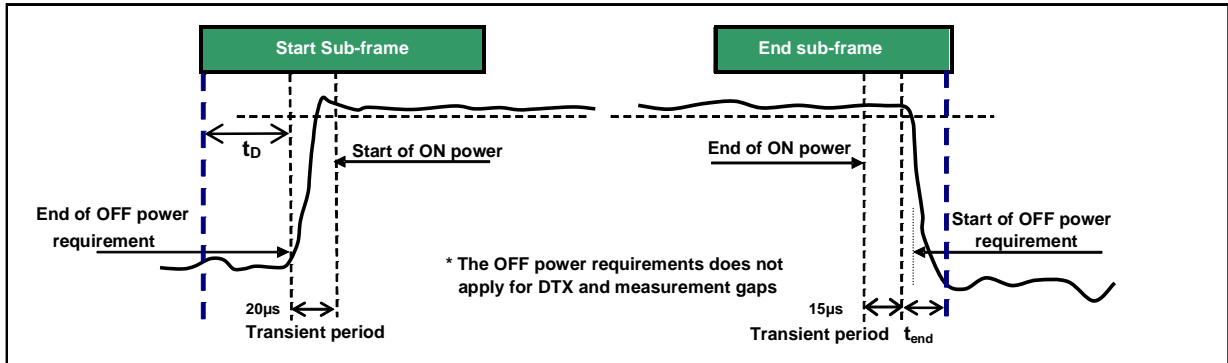 Start Sub-frame
End sub-frame
tD
Start of ON power
End of ON power
End of OFF power
requirement
Start of OFF power
requirement
* The OFF power requirements does not
apply for DTX and measurement gaps
20µs
Transient period
15µs
Transient period
tend